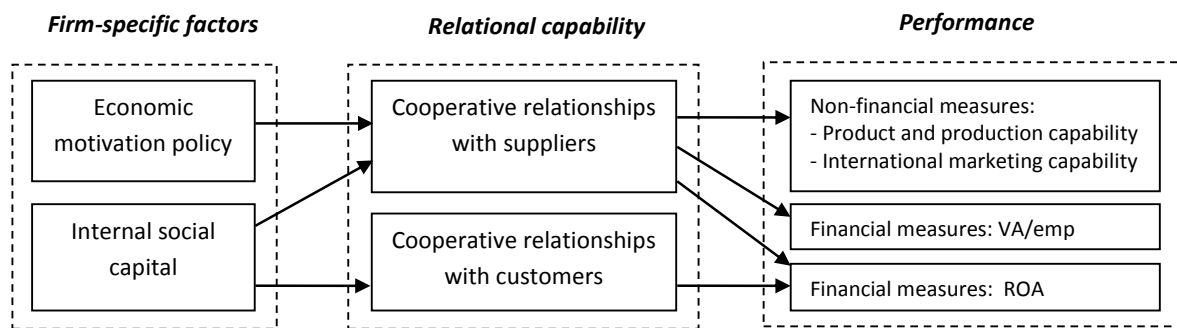 Firm-specific factors
Relational capability
Performance
Economic
motivation policy
Internal social
capital
Cooperative relationships
with suppliers
Cooperative relationships
with customers
Non-financial measures:
- Product and production capability
- International marketing capability
Financial measures: VA/emp
Financial measures: ROA